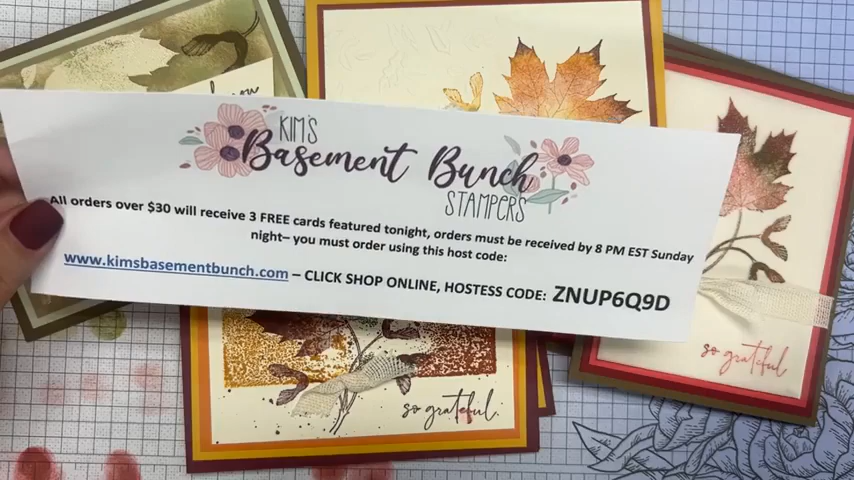 KIM'S
Basement Bunch
STAMPERS
All orders over $30 will receive 3 FREE cards featured tonight, orders must be received by 8 PM EST Sunday
night– you must order using this host code:
www.kimsbasementbunch.com – CLICK SHOP ONLINE, HOSTESS CODE: ZNUP6Q9D
so grateful
so grateful